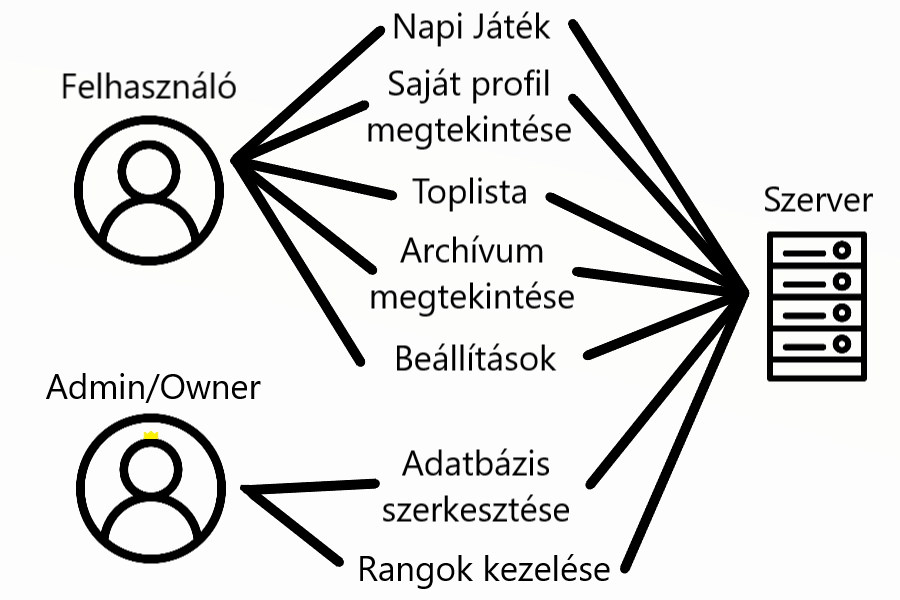 Felhasználó
Napi Játék
Saját profil
megtekintése
Toplista
Archívum
megtekintése
Beállítások
Szerver
Admin/Owner
Adatbázis
szerkesztése
Rangok kezelése